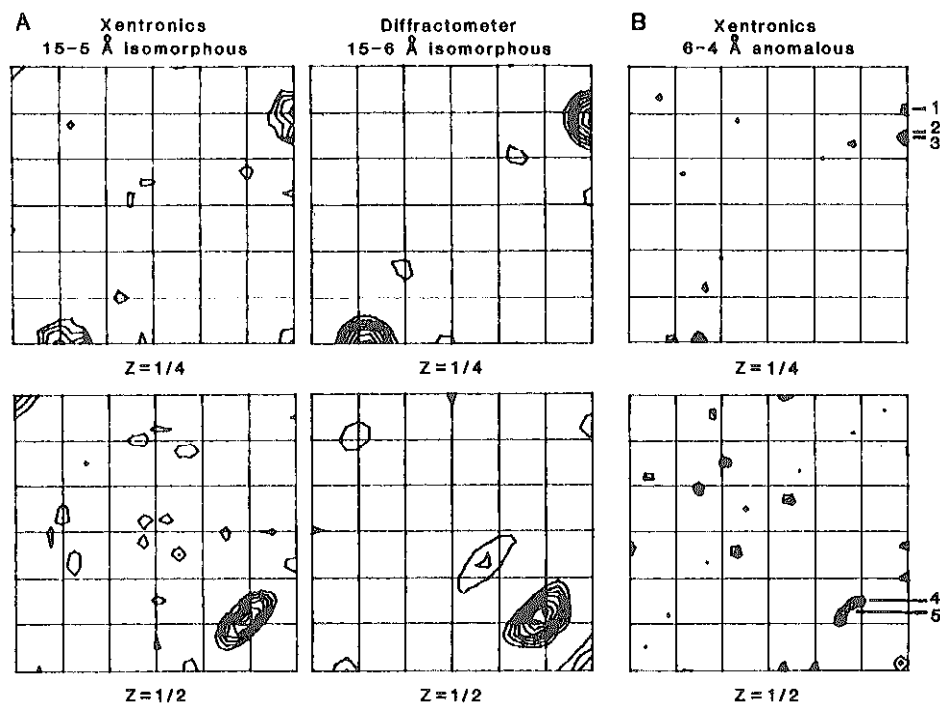 A
Xentronics
15-5 Å isomorphous
Diffractometer
15-6 Å isomorphous
B
Xentronics
6-4 Å anomalous
1
2
3
Z=1/4
Z=1/4
Z=1/4
4
5
Z=1/2
Z=1/2
Z=1/2